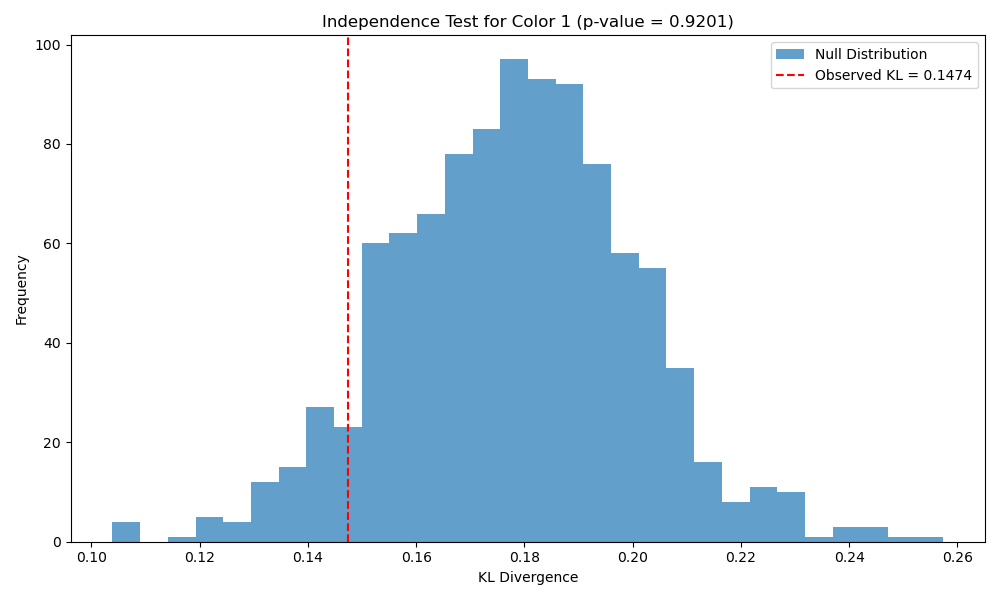 Independence Test for Color 1 (p-value = 0.9201)
Null Distribution
Observed KL = 0.1474
Frequency
100
80
60
40
20
0
0.10 0.12 0.14 0.16 0.18 0.20 0.22 0.24 0.26
KL Divergence